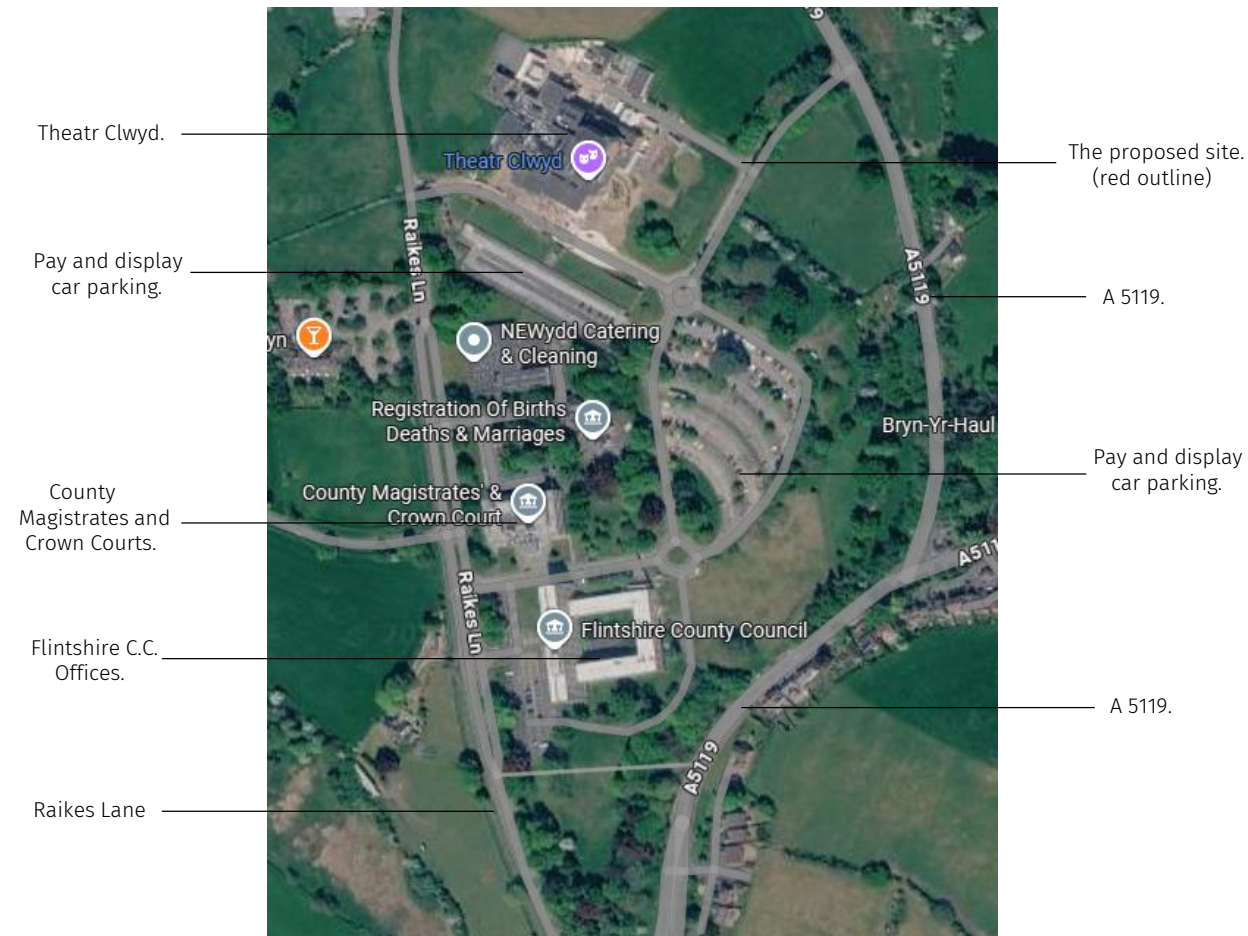 Theatr Clwyd.
Pay and display
car parking.
County
Magistrates and
Crown Courts.
Flintshire C.C.
Offices.
Raikes Lane
9
Theatr Clwyd
Raikes Ln
yn
NEWydd Catering
& Cleaning
Registration Of Births
Deaths & Marriages
County Magistrates' &
Crown Court
Raikes Ln
Flintshire County Council
A5119
Bryn-Yr-Haul
A511
A5119
The proposed site.
(red outline)
A 5119.
Pay and display
car parking.
A 5119.